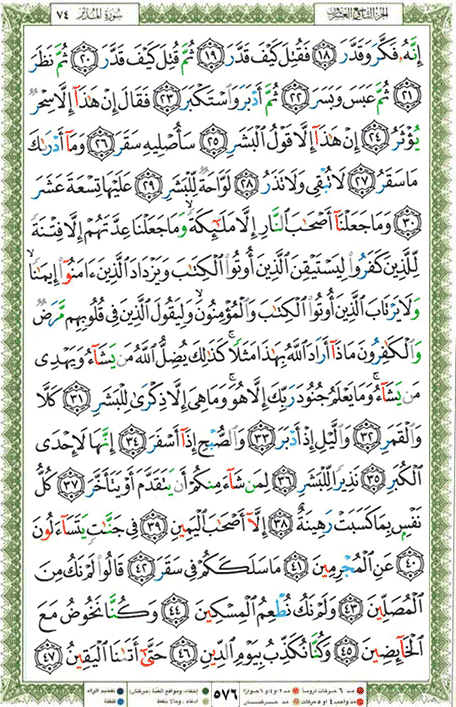 سُورَةُ المُدَّثِّر ٧٤
إِنَّهُۥ فَكَّرَ وَقَدَّرَ ﴿١٨﴾ فَقُتِلَ كَيْفَ قَدَّرَ ﴿١٩﴾ ثُمَّ قُتِلَ كَيْفَ قَدَّرَ ﴿٢٠﴾ ثُمَّ نَظَرَ
﴿٢١﴾ ثُمَّ عَبَسَ وَبَسَرَ ﴿٢٢﴾ ثُمَّ أَدْبَرَ وَٱسْتَكْبَرَ ﴿٢٣﴾ فَقَالَ إِنْ هَٰذَآ إِلَّا سِحْرٌ
يُؤْثَرُ ﴿٢٤﴾ إِنْ هَٰذَآ إِلَّا قَوْلُ ٱلْبَشَرِ ﴿٢٥﴾ سَأُصْلِيهِ سَقَرَ ﴿٢٦﴾ وَمَآ أَدْرَىٰكَ
مَا سَقَرُ ﴿٢٧﴾ لَا تُبْقِى وَلَا تَذَرُ ﴿٢٨﴾ لَوَّاحَةٌ لِّلْبَشَرِ ﴿٢٩﴾ عَلَيْهَا تِسْعَةَ عَشَرَ
﴿٣٠﴾ وَمَا جَعَلْنَآ أَصْحَٰبَ ٱلنَّارِ إِلَّا مَلَٰٓئِكَةً ۙ وَمَا جَعَلْنَا عِدَّتَهُمْ إِلَّا فِتْنَةً
لِّلَّذِينَ كَفَرُوا۟ لِيَسْتَيْقِنَ ٱلَّذِينَ أُوتُوا۟ ٱلْكِتَٰبَ وَيَزْدَادَ ٱلَّذِينَ ءَامَنُوٓا۟ إِيمَٰنًا ۙ
وَلَا يَرْتَابَ ٱلَّذِينَ أُوتُوا۟ ٱلْكِتَٰبَ وَٱلْمُؤْمِنُونَ ۙ وَلِيَقُولَ ٱلَّذِينَ فِى قُلُوبِهِم مَّرَضٌ
وَٱلْكَٰفِرُونَ مَاذَآ أَرَادَ ٱللَّهُ بِهَٰذَا مَثَلًا ۚ كَذَٰلِكَ يُضِلُّ ٱللَّهُ مَن يَشَآءُ وَيَهْدِى
مَن يَشَآءُ ۚ وَمَا يَعْلَمُ جُنُودَ رَبِّكَ إِلَّا هُوَ ۚ وَمَا هِىَ إِلَّا ذِكْرَىٰ لِلْبَشَرِ ﴿٣١﴾ كَلَّا
وَٱلْقَمَرِ ﴿٣٢﴾ وَٱلَّيْلِ إِذْ أَدْبَرَ ﴿٣٣﴾ وَٱلصُّبْحِ إِذَآ أَسْفَرَ ﴿٣٤﴾ إِنَّهَا لَإِحْدَى
ٱلْكُبَرِ ﴿٣٥﴾ نَذِيرًا لِّلْبَشَرِ ﴿٣٦﴾ لِمَن شَآءَ مِنكُمْ أَن يَتَقَدَّمَ أَوْ يَتَأَخَّرَ ﴿٣٧﴾ كُلُّ
نَفْسٍۭ بِمَا كَسَبَتْ رَهِينَةٌ ﴿٣٨﴾ إِلَّآ أَصْحَٰبَ ٱلْيَمِينِ ﴿٣٩﴾ فِى جَنَّٰتٍ يَتَسَآءَلُونَ
﴿٤٠﴾ عَنِ ٱلْمُجْرِمِينَ ﴿٤١﴾ مَا سَلَكَكُمْ فِى سَقَرَ ﴿٤٢﴾ قَالُوا۟ لَمْ نَكُ مِنَ
ٱلْمُصَلِّينَ ﴿٤٣﴾ وَلَمْ نَكُ نُطْعِمُ ٱلْمِسْكِينَ ﴿٤٤﴾ وَكُنَّا نَخُوضُ مَعَ
ٱلْخَآئِضِينَ ﴿٤٥﴾ وَكُنَّا نُكَذِّبُ بِيَوْمِ ٱلدِّينِ ﴿٤٦﴾ حَتَّىٰٓ أَتَىٰنَا ٱلْيَقِينُ ﴿٤٧﴾
٥٧٦